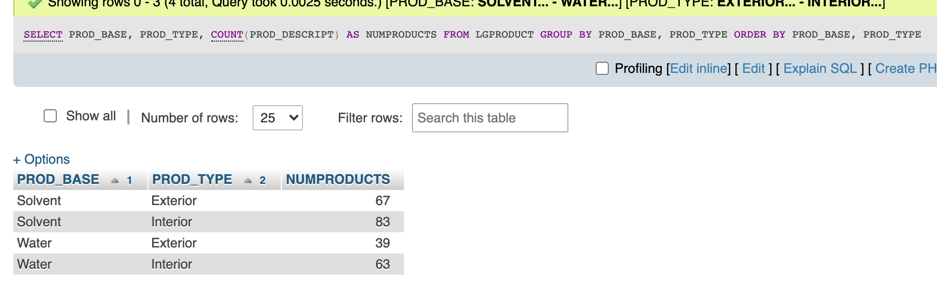 Showing rows 0 - 3 (4 total, Query took 0.0025 seconds.) [PROD_BASE: SOLVENT... - WATER...] [PROD_TYPE: EXTERIOR... - INTERIOR...]
SELECT PROD_BASE, PROD_TYPE, COUNT(PROD_DESCRIPT) AS NUMPRODUCTS FROM LGPRODUCT GROUP BY PROD_BASE, PROD_TYPE ORDER BY PROD_BASE, PROD_TYPE
Profiling [Edit inline] [ Edit ] [ Explain SQL ] [ Create PH
Show all | Number of rows: 25 Filter rows: Search this table
+ Options
PROD_BASE 1 PROD_TYPE 2 NUMPRODUCTS
Solvent Exterior 67
Solvent Interior 83
Water Exterior 39
Water Interior 63